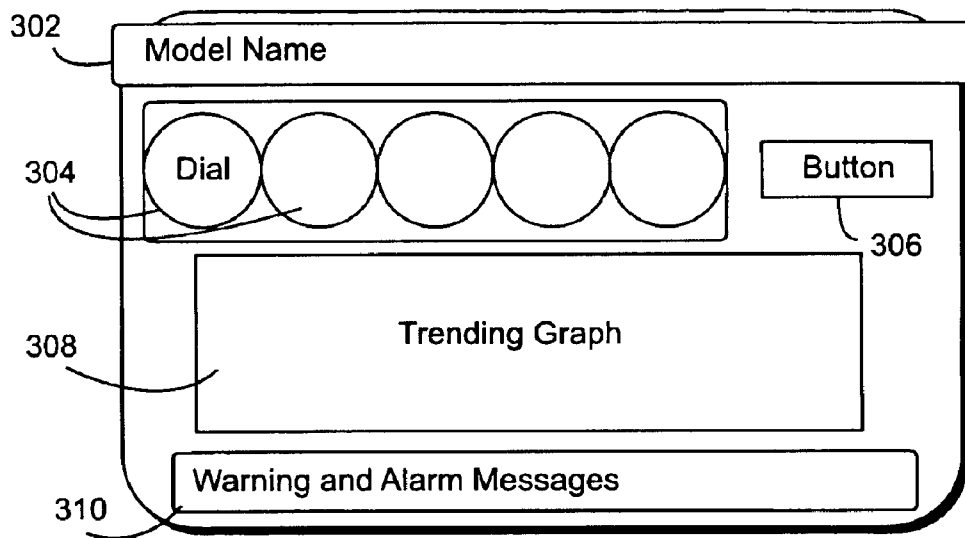 302
Model Name
Dial
304
Button
306
Trending Graph
308
Warning and Alarm Messages
310